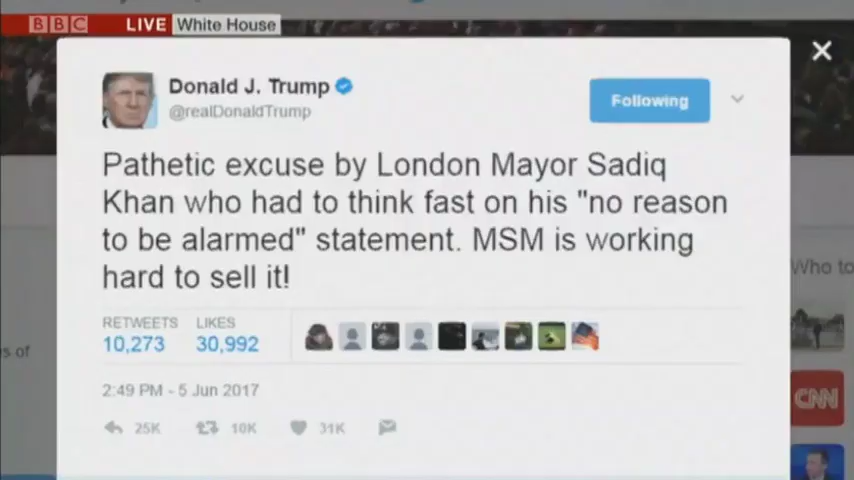 BBC LIVE White House
Donald J. Trump
@realDonaldTrump
Following
Pathetic excuse by London Mayor Sadiq
Khan who had to think fast on his "no reason
to be alarmed" statement. MSM is working
hard to sell it!
RETWEETS LIKES
10,273 30,992
2:49 PM - 5 Jun 2017
25K 10K 31K
Who to
s of
CNN